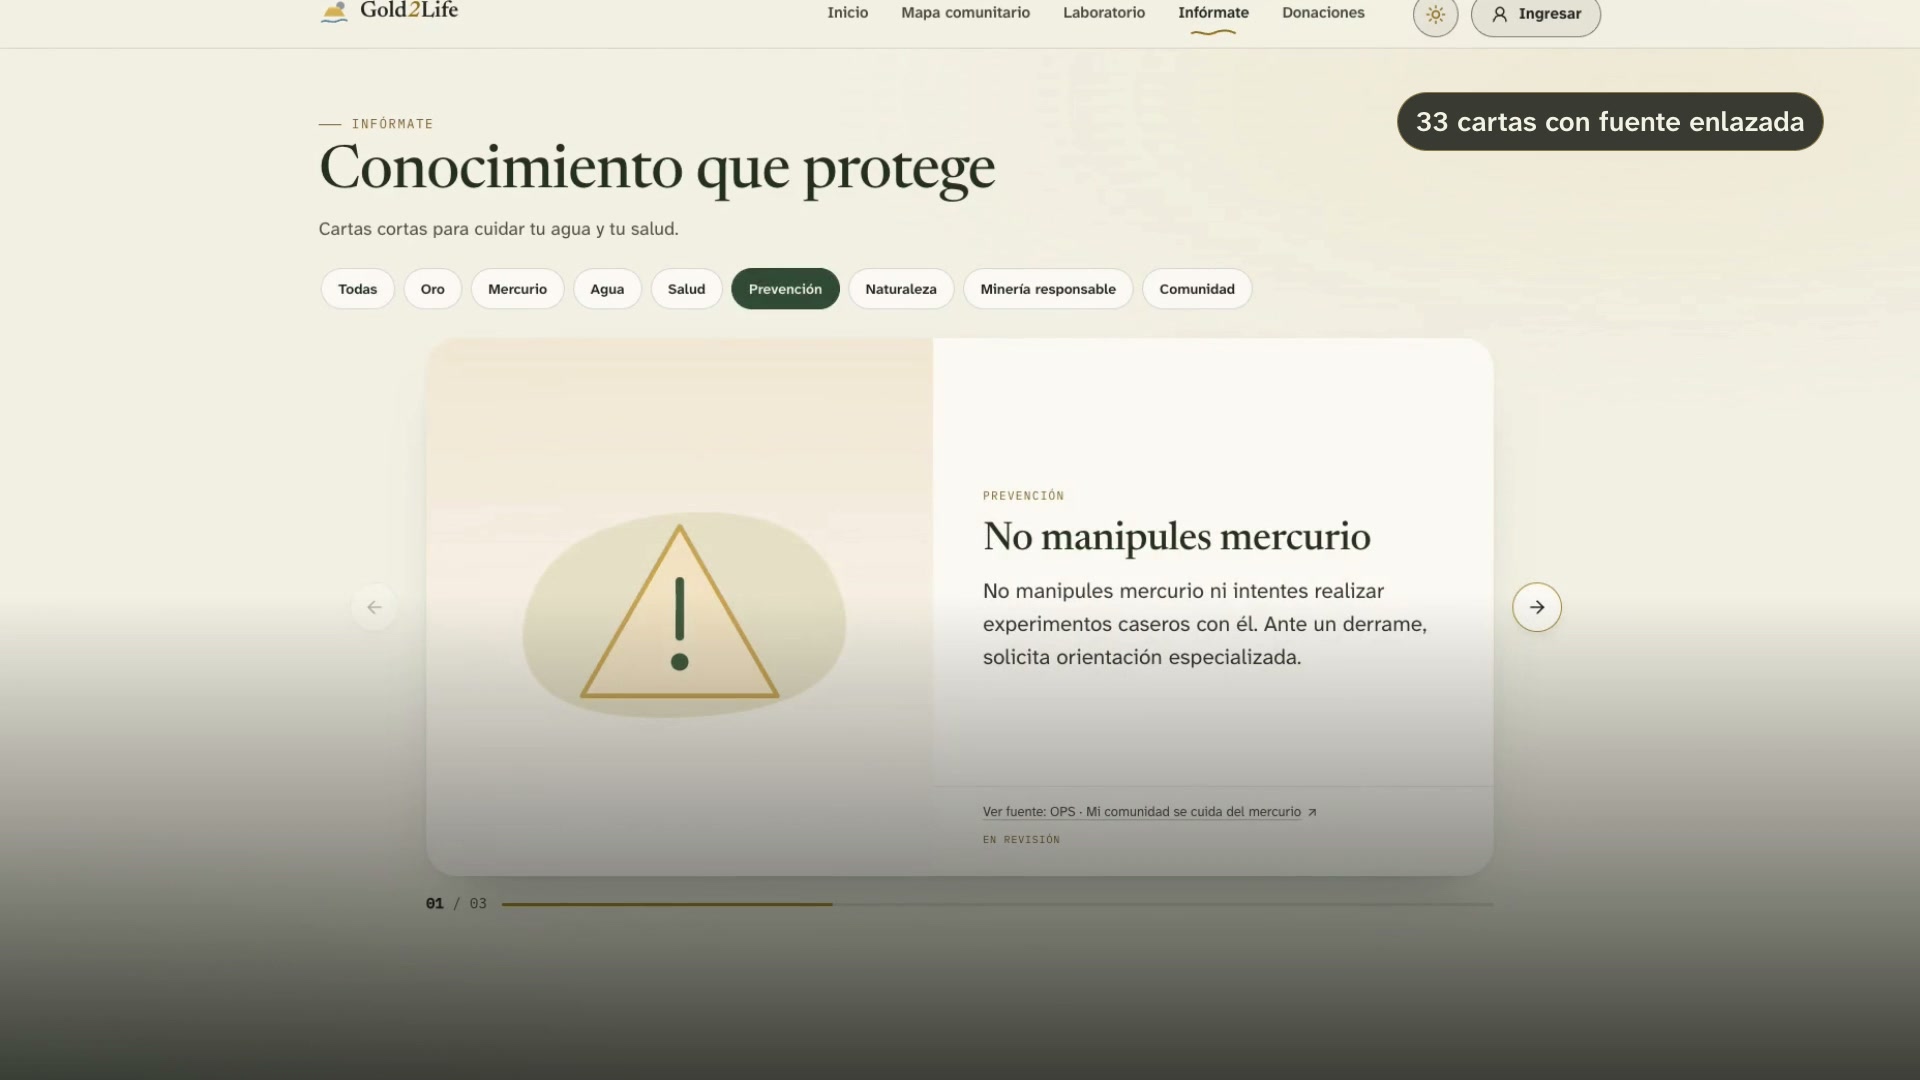 Gold2Life
Inicio
Mapa comunitario
Laboratorio
Infórmate
Donaciones
Ingresar
33 cartas con fuente enlazada
INFÓRMATE
Conocimiento que protege
Cartas cortas para cuidar tu agua y tu salud.
Todas
Oro
Mercurio
Agua
Salud
Prevención
Naturaleza
Minería responsable
Comunidad
PREVENCIÓN
No manipules mercurio
No manipules mercurio ni intentes realizar
experimentos caseros con él. Ante un derrame,
solicita orientación especializada.
Ver fuente: OPS · Mi comunidad se cuida del mercurio ↗
EN REVISIÓN
01 / 03